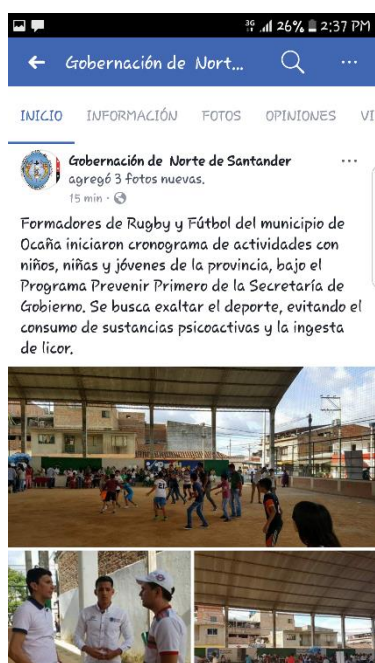 3G 26% 2:37 PM
Gobernación de Nort...
INICIO INFORMACIÓN FOTOS OPINIONES VI
Gobernación de Norte de Santander
agregó 3 fotos nuevas.
15 min ·
Formadores de Rugby y Fútbol del municipio de
Ocaña iniciaron cronograma de actividades con
niños, niñas y jóvenes de la provincia, bajo el
Programa Prevenir Primero de la Secretaría de
Gobierno. Se busca exaltar el deporte, evitando el
consumo de sustancias psicoactivas y la ingesta
de licor.